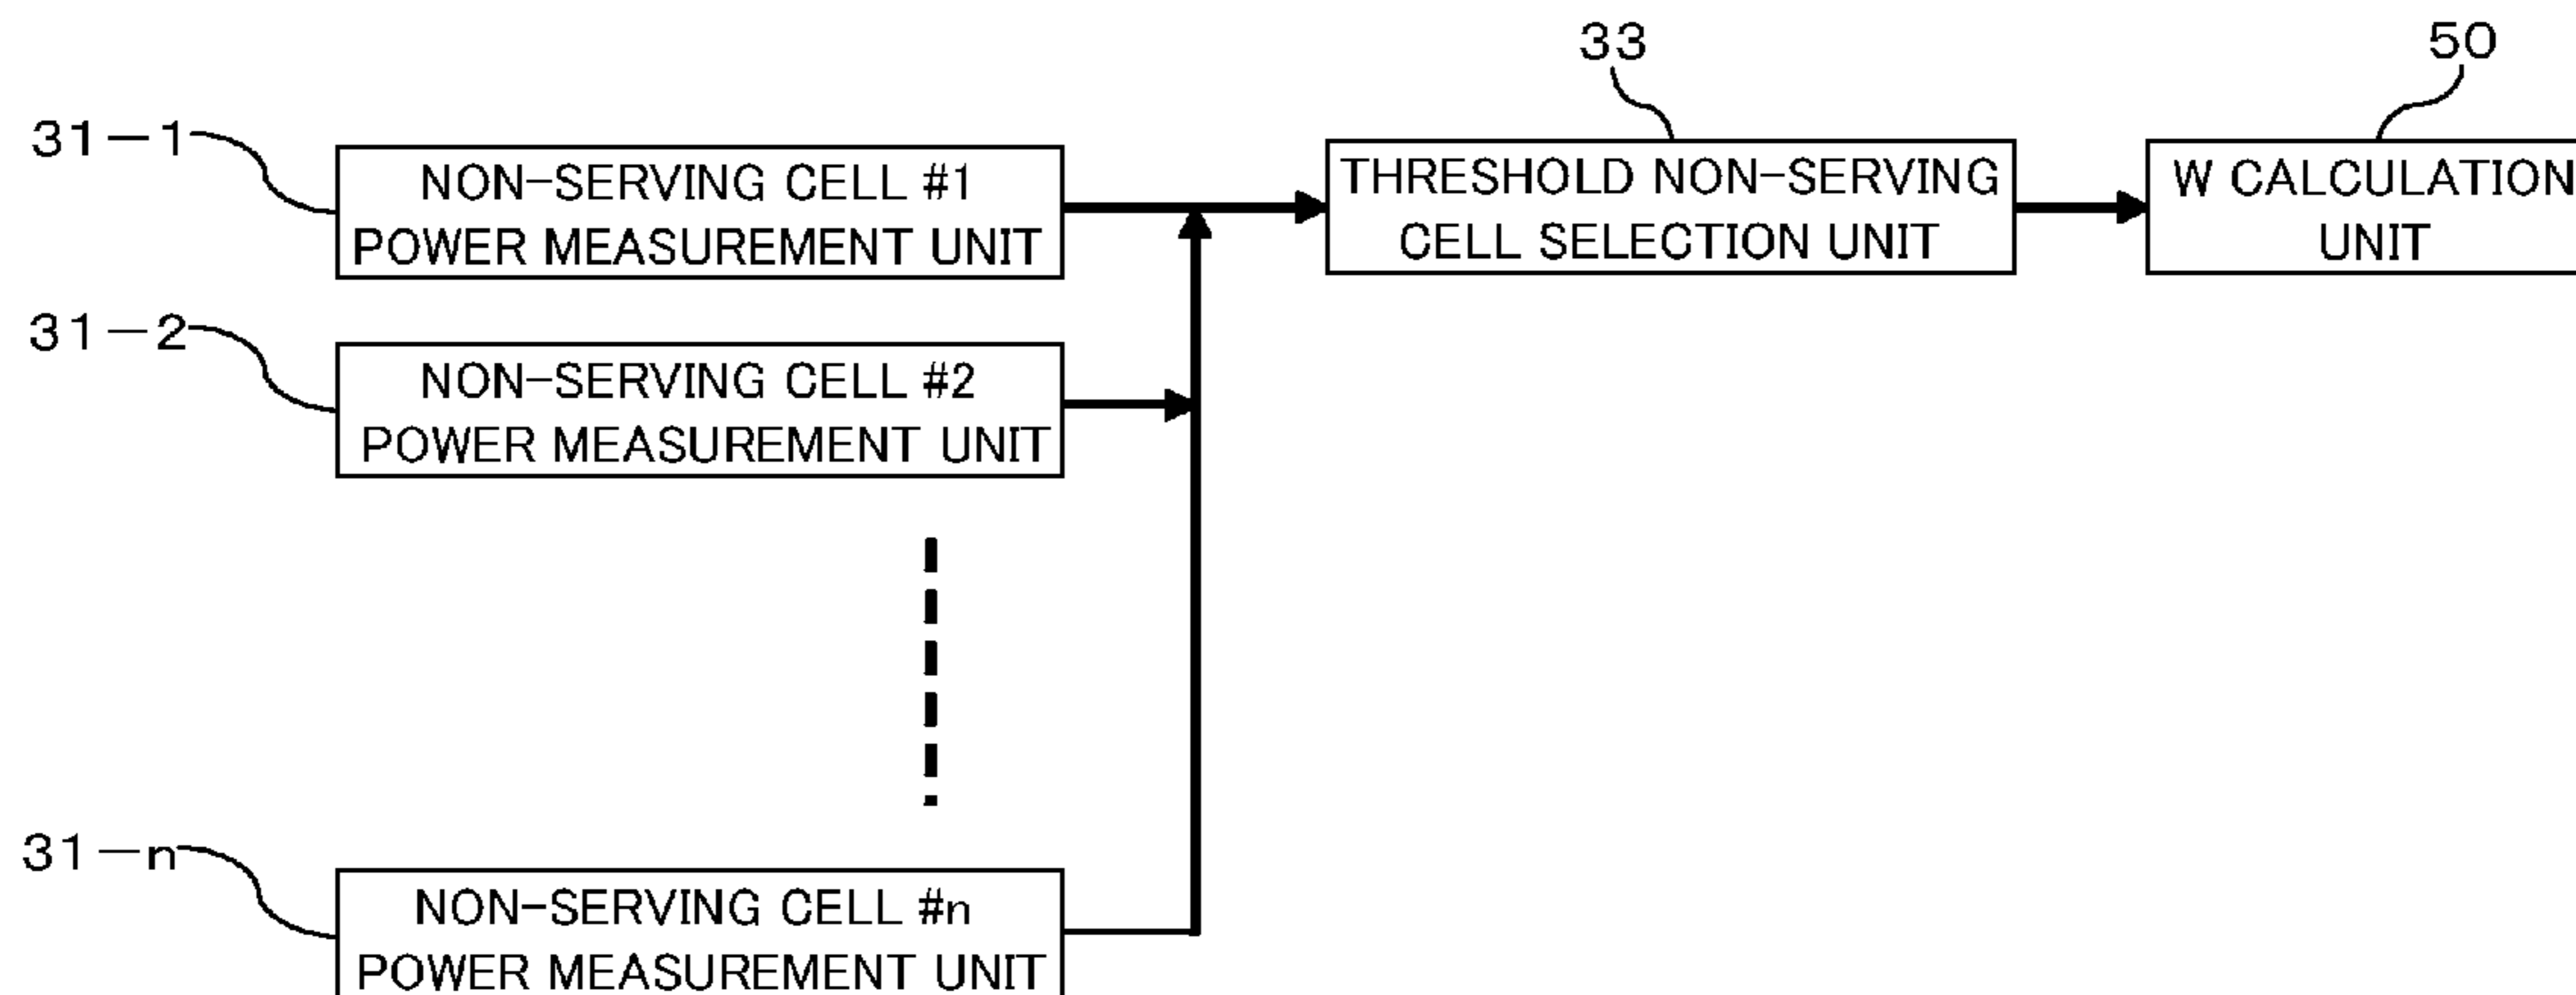 33
50
31-1
NON-SERVING CELL #1
POWER MEASUREMENT UNIT
THRESHOLD NON-SERVING
CELL SELECTION UNIT
W CALCULATION
UNIT
31-2
NON-SERVING CELL #2
POWER MEASUREMENT UNIT
31-n
NON-SERVING CELL #n
POWER MEASUREMENT UNIT